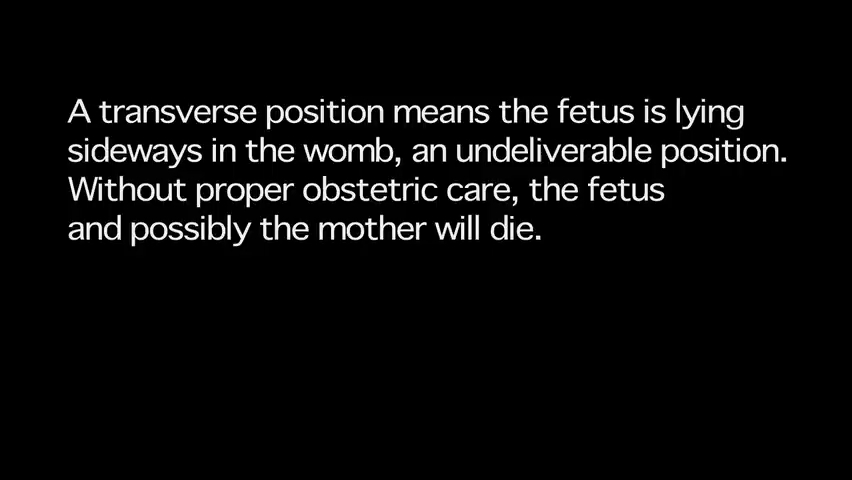 A transverse position means the fetus is lying
sideways in the womb, an undeliverable position.
Without proper obstetric care, the fetus
and possibly the mother will die.